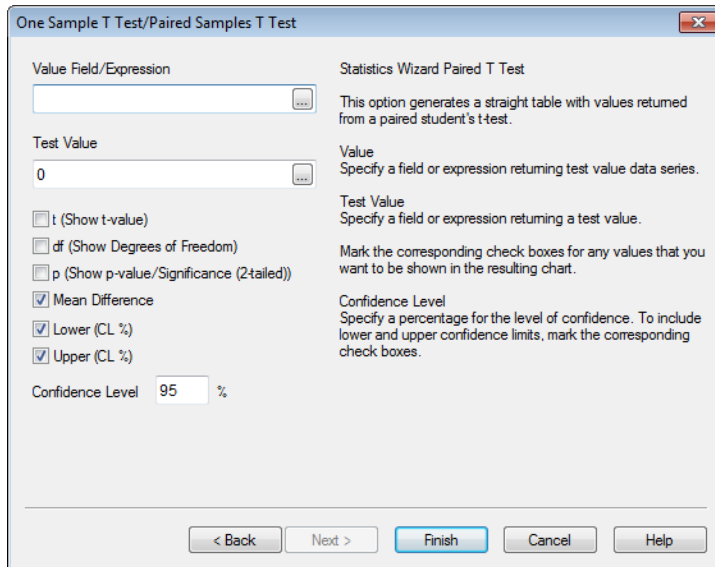 One Sample T Test/Paired Samples T Test
Value Field/Expression
...
Test Value
0
...
t (Show t-value)
df (Show Degrees of Freedom)
p (Show p-value/Significance (2-tailed))
Mean Difference
Lower (CL %)
Upper (CL %)
Confidence Level 95 %
Statistics Wizard Paired T Test
This option generates a straight table with values returned
from a paired student's t-test.
Value
Specify a field or expression returning test value data series.
Test Value
Specify a field or expression returning a test value.
Mark the corresponding check boxes for any values that you
want to be shown in the resulting chart.
Confidence Level
Specify a percentage for the level of confidence. To include
lower and upper confidence limits, mark the corresponding
check boxes.
< Back Next > Finish Cancel Help